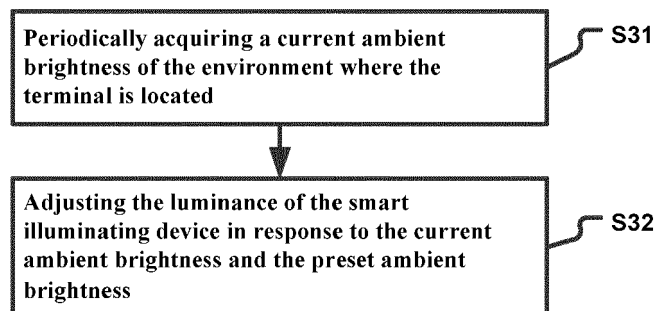 Periodically acquiring a current ambient
brightness of the environment where the
terminal is located
S31
Adjusting the luminance of the smart
illuminating device in response to the current
ambient brightness and the preset ambient
brightness
S32